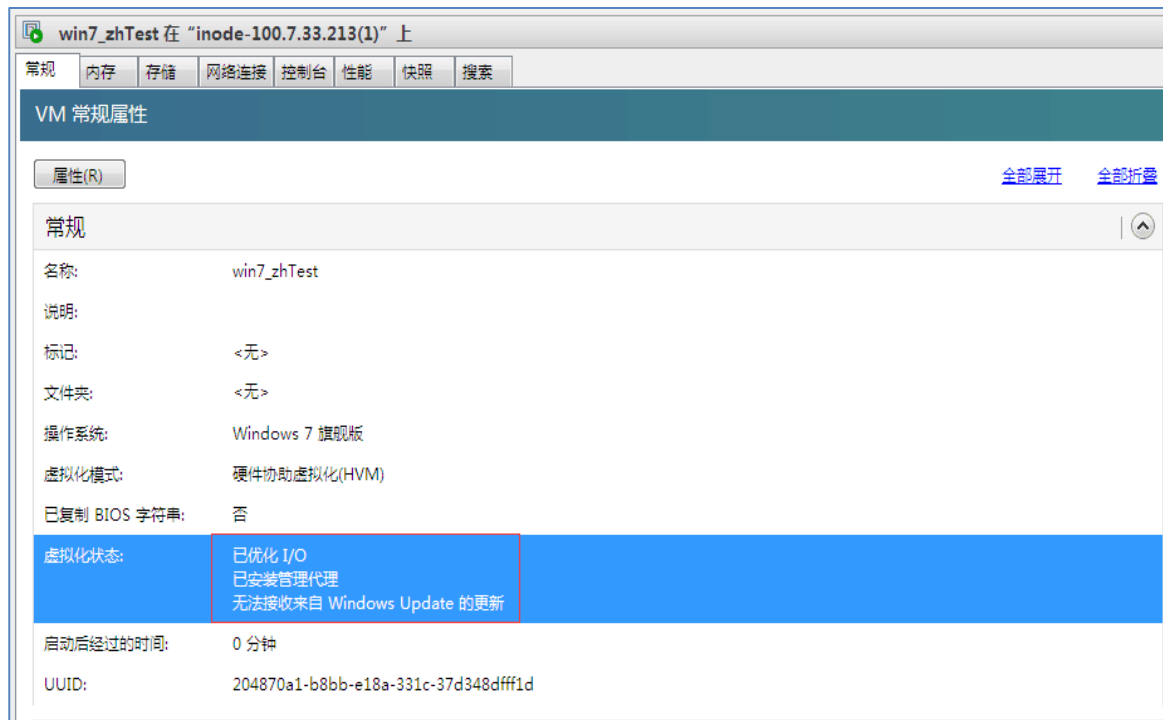 win7_zhTest 在 “inode-100.7.33.213(1)” 上
常规 内存 存储 网络连接 控制台 性能 快照 搜索
VM 常规属性
属性(R) 全部展开 全部折叠
常规
名称: win7_zhTest
说明:
标记: <无>
文件夹: <无>
操作系统: Windows 7 旗舰版
虚拟化模式: 硬件协助虚拟化(HVM)
已复制 BIOS 字符串: 否
虚拟化状态: 已优化 I/O
已安装管理代理
无法接收来自 Windows Update 的更新
启动后经过的时间: 0 分钟
UUID: 204870a1-b8bb-e18a-331c-37d348dfff1d